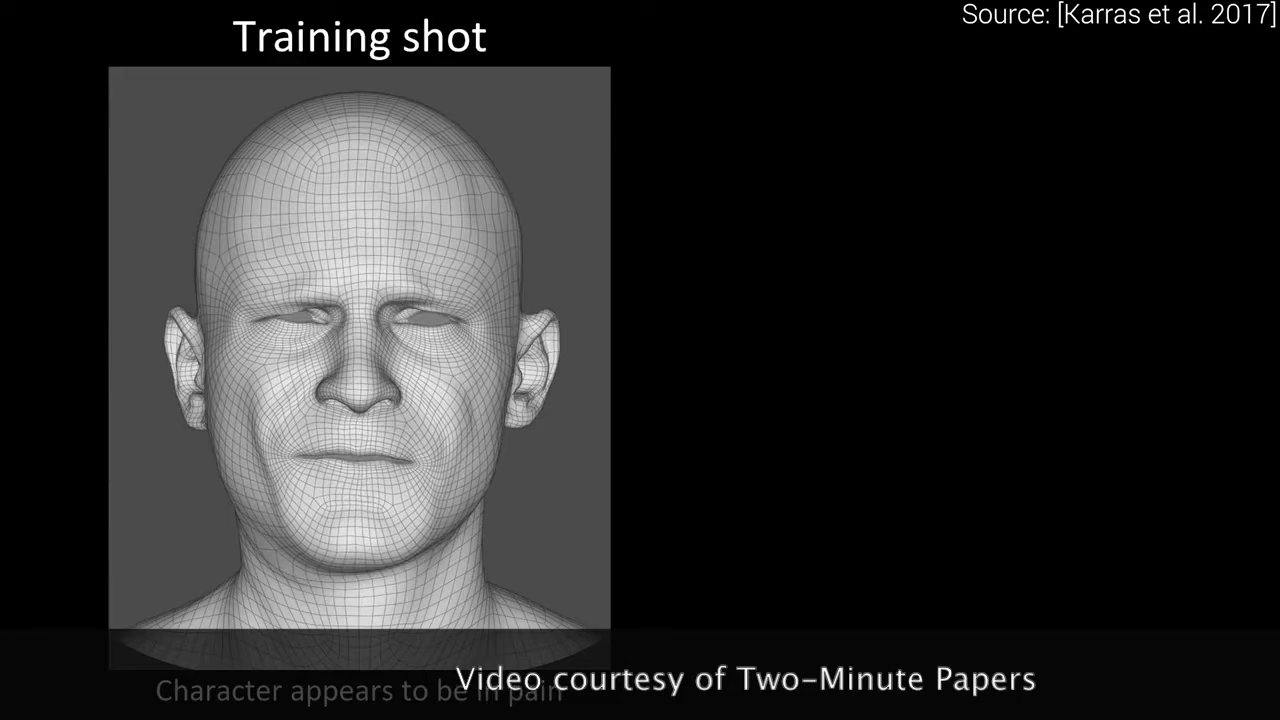 Source: [Karras et al. 2017]
Training shot
Character appears to be in pain
Video courtesy of Two-Minute Papers